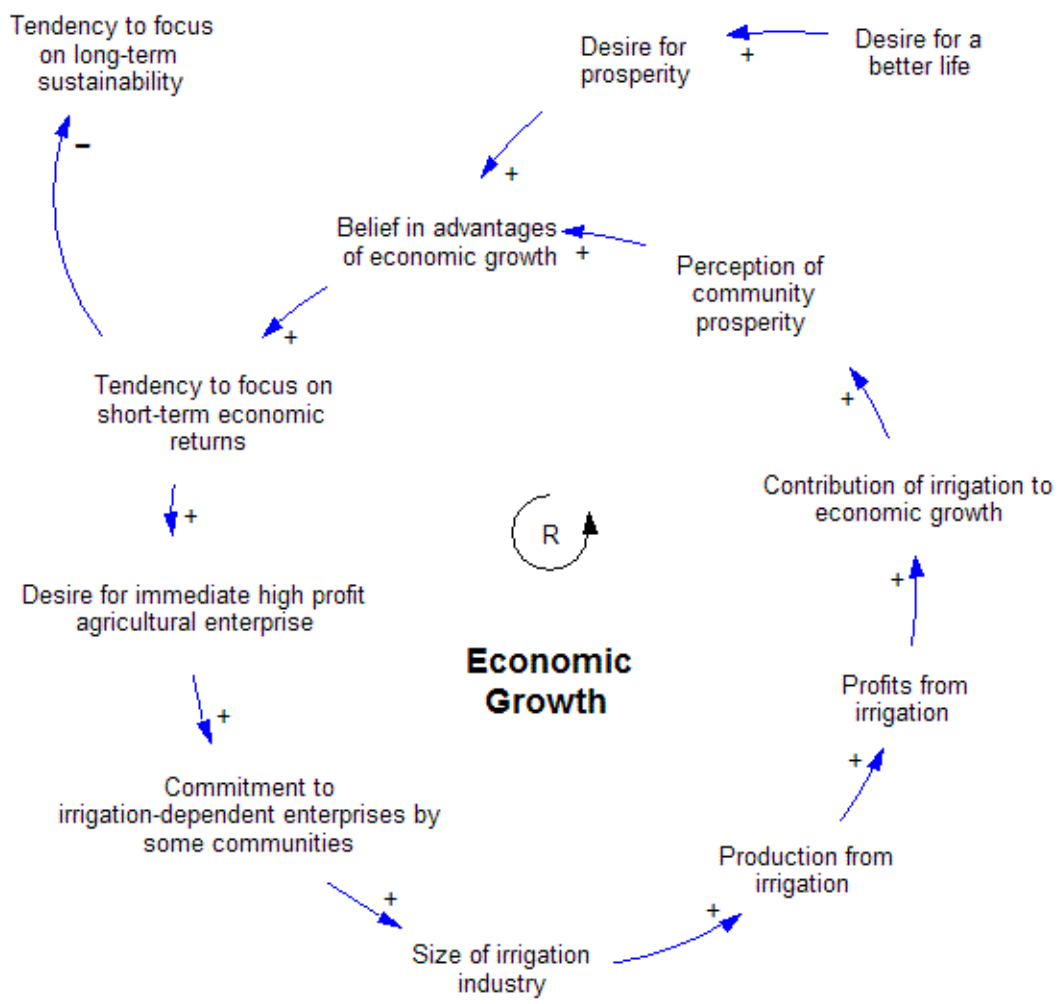 Tendency to focus
on long-term
sustainability
−
Desire for
prosperity
+
Desire for a
better life
+
Belief in advantages
of economic growth
+
Perception of
community
prosperity
+
Tendency to focus on
short-term economic
returns
+
+
Contribution of irrigation to
economic growth
R
+
Desire for immediate high profit
agricultural enterprise
Economic
Growth
Profits from
irrigation
+
+
Commitment to
irrigation-dependent enterprises by
some communities
Production from
irrigation
+
+
Size of irrigation
industry